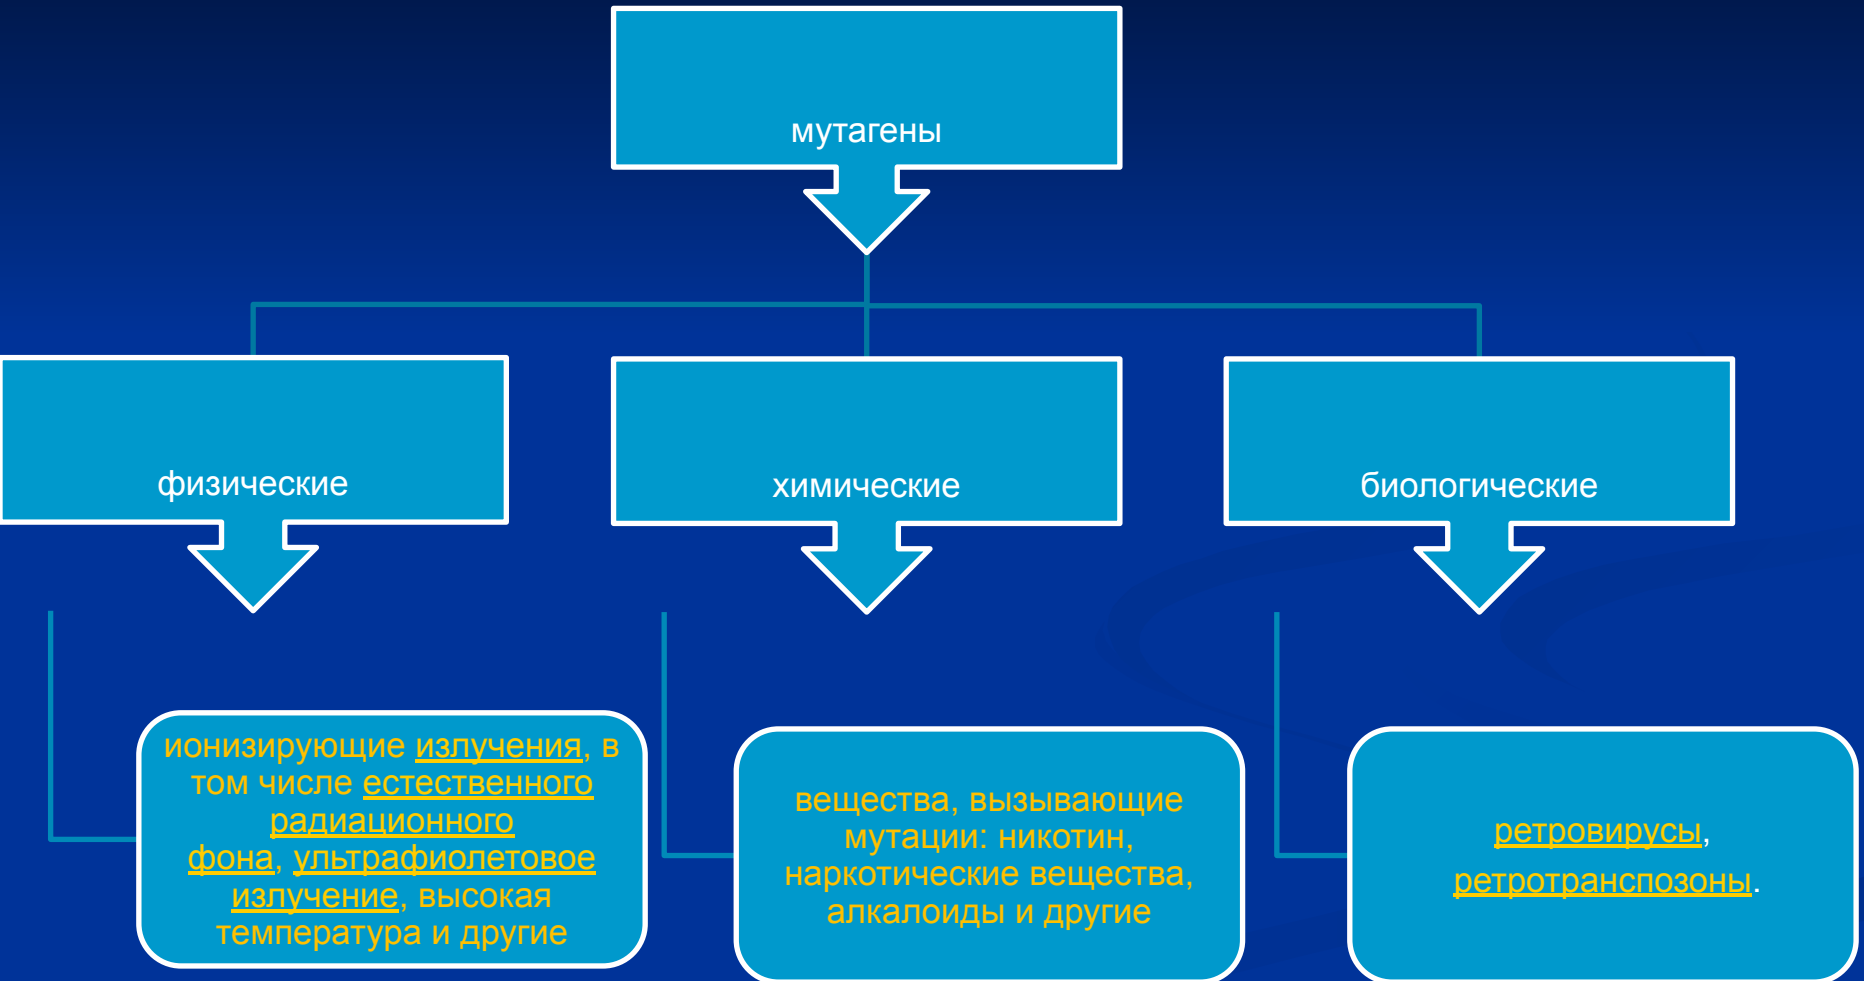 мутагены
физические
химические
биологические
ионизирующие излучения, в
том числе естественного
радиационного
фона, ультрафиолетовое
излучение, высокая
температура и другие
вещества, вызывающие
мутации: никотин,
наркотические вещества,
алкалоиды и другие
ретровирусы,
ретротранспозоны.